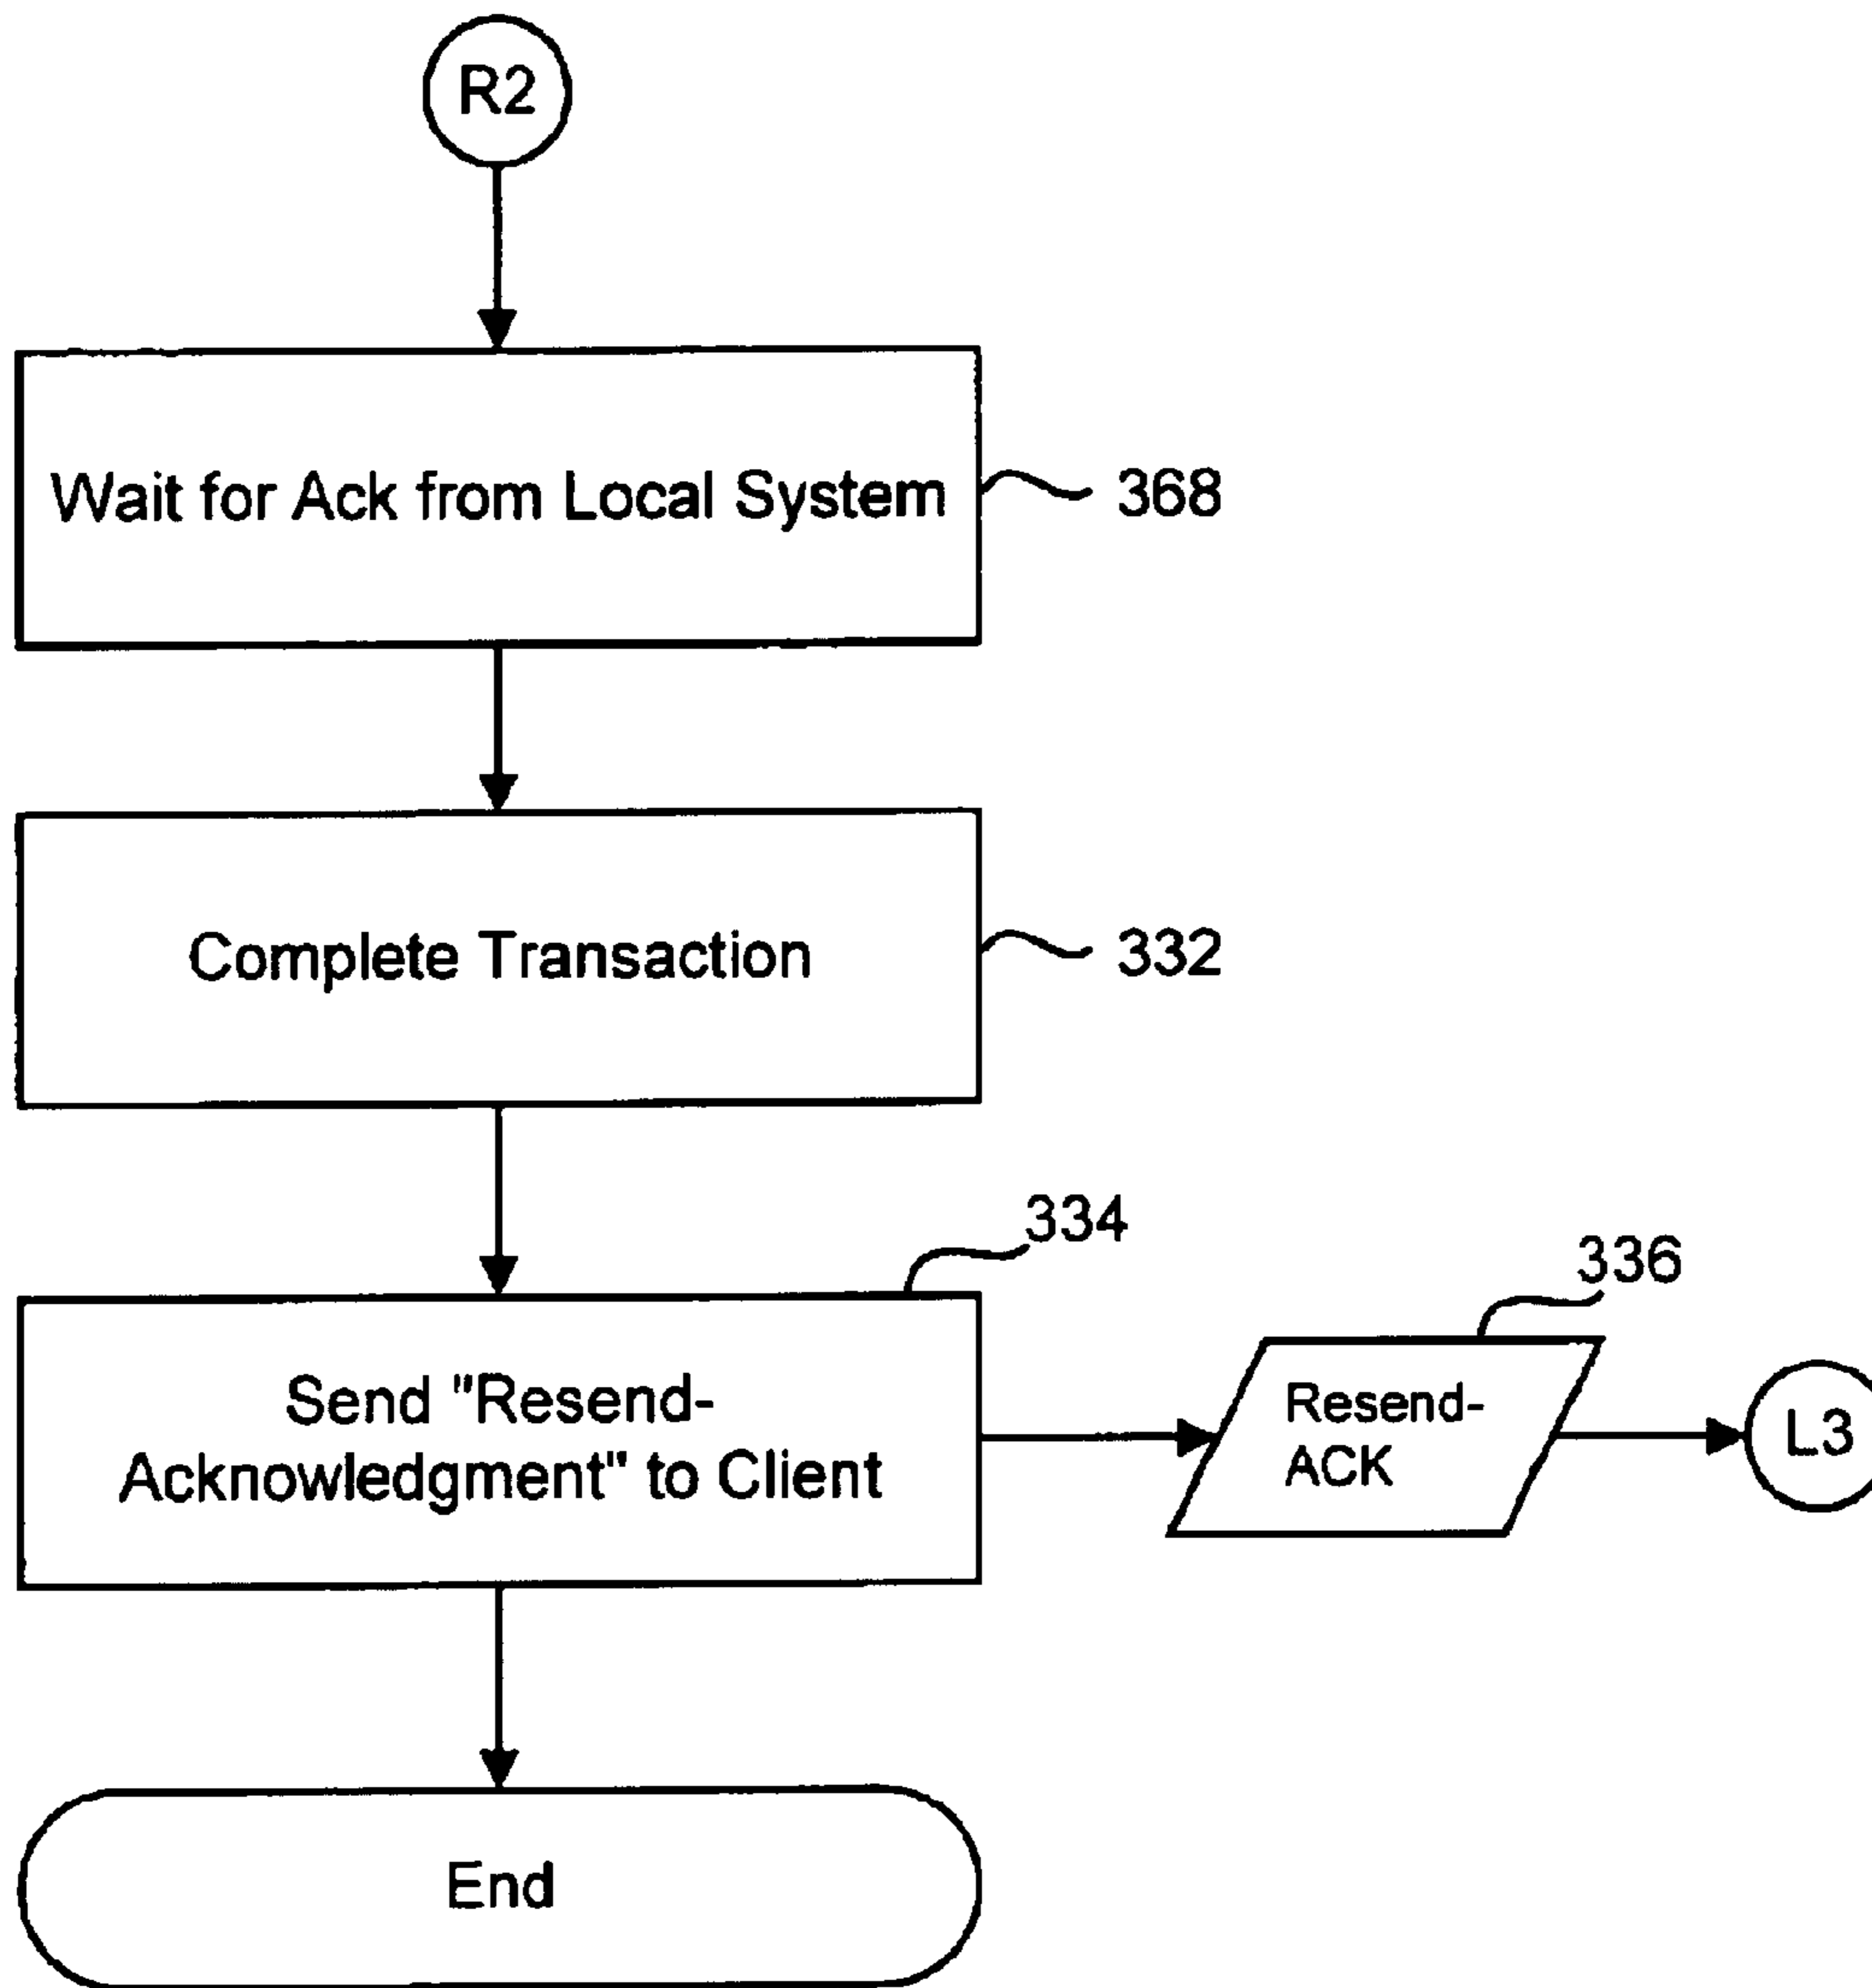 R2
Wait for Ack from Local System
368
Complete Transaction
332
334
336
Send "Resend-
Acknowledgment" to Client
Resend-
ACK
L3
End